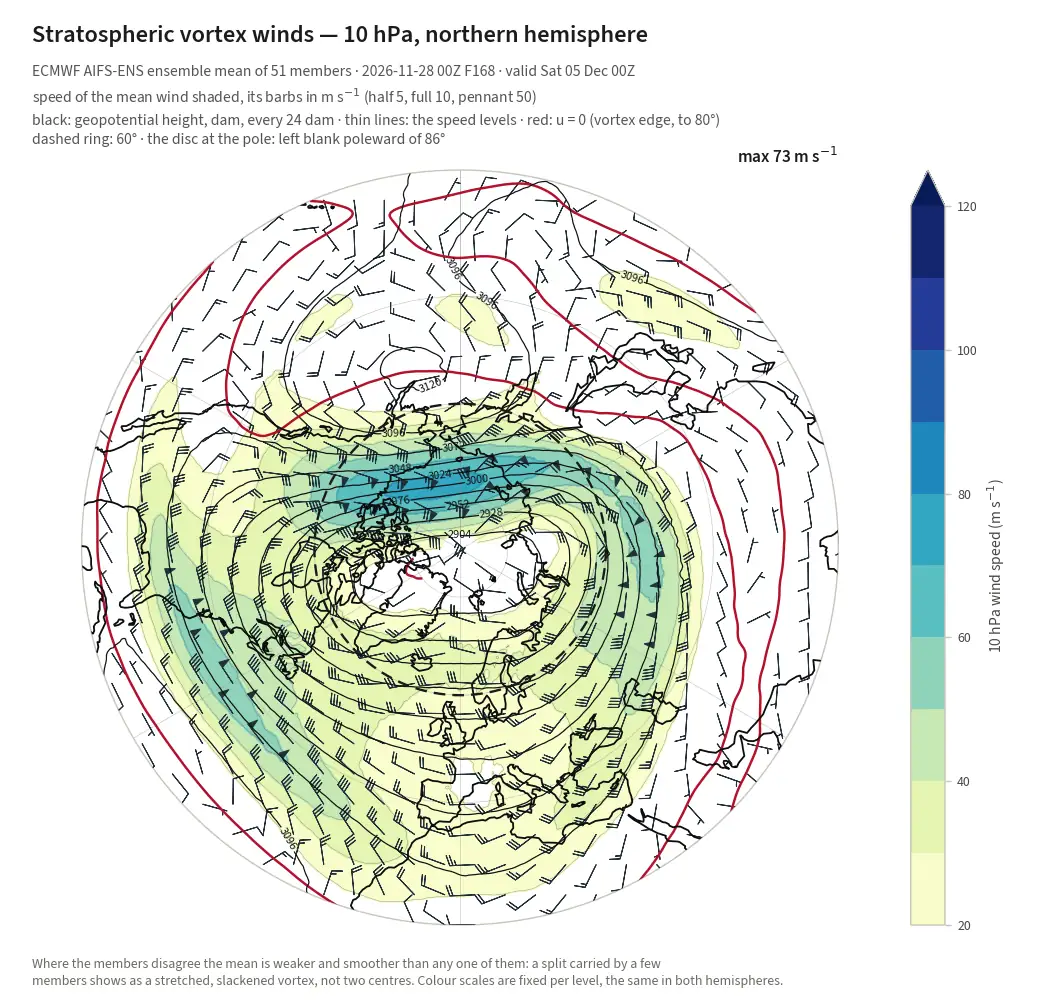 Stratospheric vortex winds — 10 hPa, northern hemisphere
ECMWF AIFS-ENS ensemble mean of 51 members · 2026-11-28 00Z F168 · valid Sat 05 Dec 00Z
speed of the mean wind shaded, its barbs in m s⁻¹ (half 5, full 10, pennant 50)
black: geopotential height, dam, every 24 dam · thin lines: the speed levels · red: u = 0 (vortex edge, to 80°)
dashed ring: 60° · the disc at the pole: left blank poleward of 86°
max 73 m s⁻¹
120
100
80
60
40
20
10 hPa wind speed (m s⁻¹)
3096
3096
3096
3120
3096
3048
3024
3000
2976
2952
2928
2904
3096
Where the members disagree the mean is weaker and smoother than any one of them: a split carried by a few
members shows as a stretched, slackened vortex, not two centres. Colour scales are fixed per level, the same in both hemispheres.